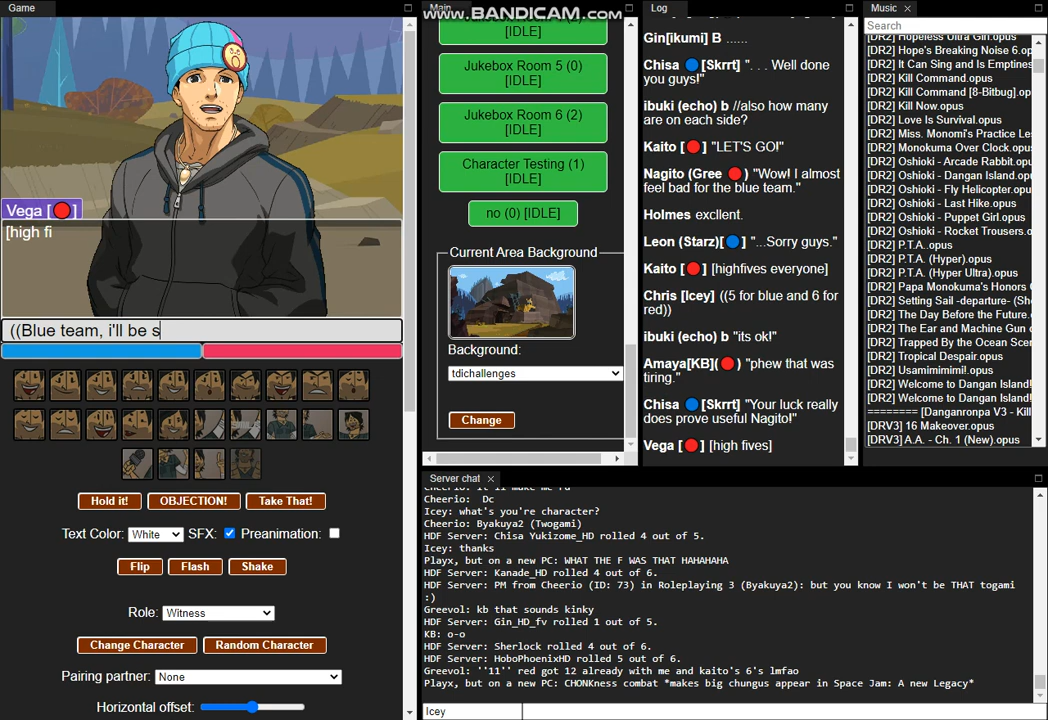 Game
Vega [🔴]
[high fi
((Blue team, i'll be s
Hold it!
OBJECTION!
Take That!
Text Color: White SFX: Preanimation:
Flip
Flash
Shake
Role: Witness
Change Character
Random Character
Pairing partner: None
Horizontal offset:
Main
WWW.BANDICAM.COM
[IDLE]
Jukebox Room 5 (0)
[IDLE]
Jukebox Room 6 (2)
[IDLE]
Character Testing (1)
[IDLE]
no (0) [IDLE]
Current Area Background
Background:
tdichallenges
Change
Log
Gin[ikumi] B ......
Chisa 🔵[Skrrt] ". . . Well done
you guys!"
ibuki (echo) b //also how many
are on each side?
Kaito [🔴] "LET'S GO!"
Nagito (Gree 🔴) "Wow! I almost
feel bad for the blue team."
Holmes excllent.
Leon (Starz)[🔵] "...Sorry guys."
Kaito [🔴] [highfives everyone]
Chris [Icey] ((5 for blue and 6 for
red))
ibuki (echo) b "its ok!"
Amaya[KB](🔴) "phew that was
tiring."
Chisa 🔵[Skrrt] "Your luck really
does prove useful Nagito!"
Vega [🔴] [high fives]
Music
Search
[DR2] Hopeless Ultra Girl.opus
[DR2] Hope's Breaking Noise 6.op
[DR2] It Can Sing and Is Emptines
[DR2] Kill Command.opus
[DR2] Kill Command [8-Bitbug].op
[DR2] Kill Now.opus
[DR2] Love Is Survival.opus
[DR2] Miss. Monomi's Practice Le
[DR2] Monokuma Over Clock.opus
[DR2] Oshioki - Arcade Rabbit.opu
[DR2] Oshioki - Dangan Island.opu
[DR2] Oshioki - Fly Helicopter.opus
[DR2] Oshioki - Last Hike.opus
[DR2] Oshioki - Puppet Girl.opus
[DR2] Oshioki - Rocket Trousers.o
[DR2] P.T.A..opus
[DR2] P.T.A. (Hyper).opus
[DR2] P.T.A. (Hyper Ultra).opus
[DR2] Papa Monokuma's Honors
[DR2] Setting Sail -departure- (Sh
[DR2] The Day Before the Future.
[DR2] The Ear and Machine Gun o
[DR2] Trapped By the Ocean Scer
[DR2] Tropical Despair.opus
[DR2] Usamimimi!.opus
[DR2] Welcome to Dangan Island!
[DR2] Welcome to Dangan Island!
======== [Danganronpa V3 - Kill
[DRV3] 16 Makeover.opus
[DRV3] A.A. - Ch. 1 (New).opus
Server chat
Cheerio: Dc
Icey: what's you're character?
Cheerio: Byakuya2 (Twogami)
HDF Server: Chisa Yukizome_HD rolled 4 out of 5.
Icey: thanks
Playx, but on a new PC: WHAT THE F WAS THAT HAHAHAHA
HDF Server: Kanade_HD rolled 4 out of 6.
HDF Server: PM from Cheerio (ID: 73) in Roleplaying 3 (Byakuya2): but you know I won't be THAT togami
:)
Greevol: kb that sounds kinky
HDF Server: Gin_HD_fv rolled 1 out of 5.
KB: o-o
HDF Server: Sherlock rolled 4 out of 6.
HDF Server: HoboPhoenixHD rolled 5 out of 6.
Greevol: ''11'' red got 12 already with me and kaito's 6's lmfao
Playx, but on a new PC: CHONKness combat *makes big chungus appear in Space Jam: A new Legacy*
Icey